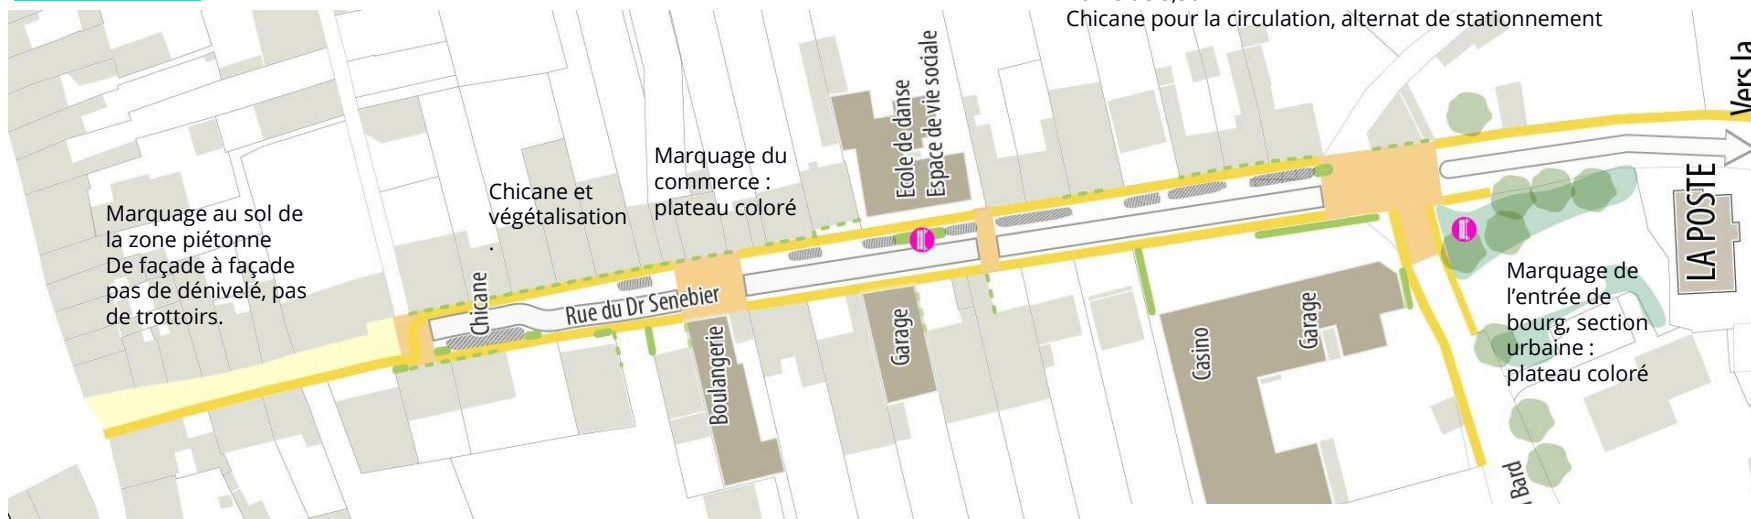 Chicane pour la circulation, alternat de stationnement
Vers la
Ecole de danse
Espace de vie sociale
Marquage du
commerce :
plateau coloré
Chicane et
végétalisation
.
Marquage au sol de
la zone piétonne
De façade à façade
pas de dénivelé, pas
de trottoirs.
Chicane
Rue du Dr Senebier
Boulangerie
Garage
Casino
Garage
LA POSTE
Marquage de
l'entrée de
bourg, section
urbaine :
plateau coloré
Bard